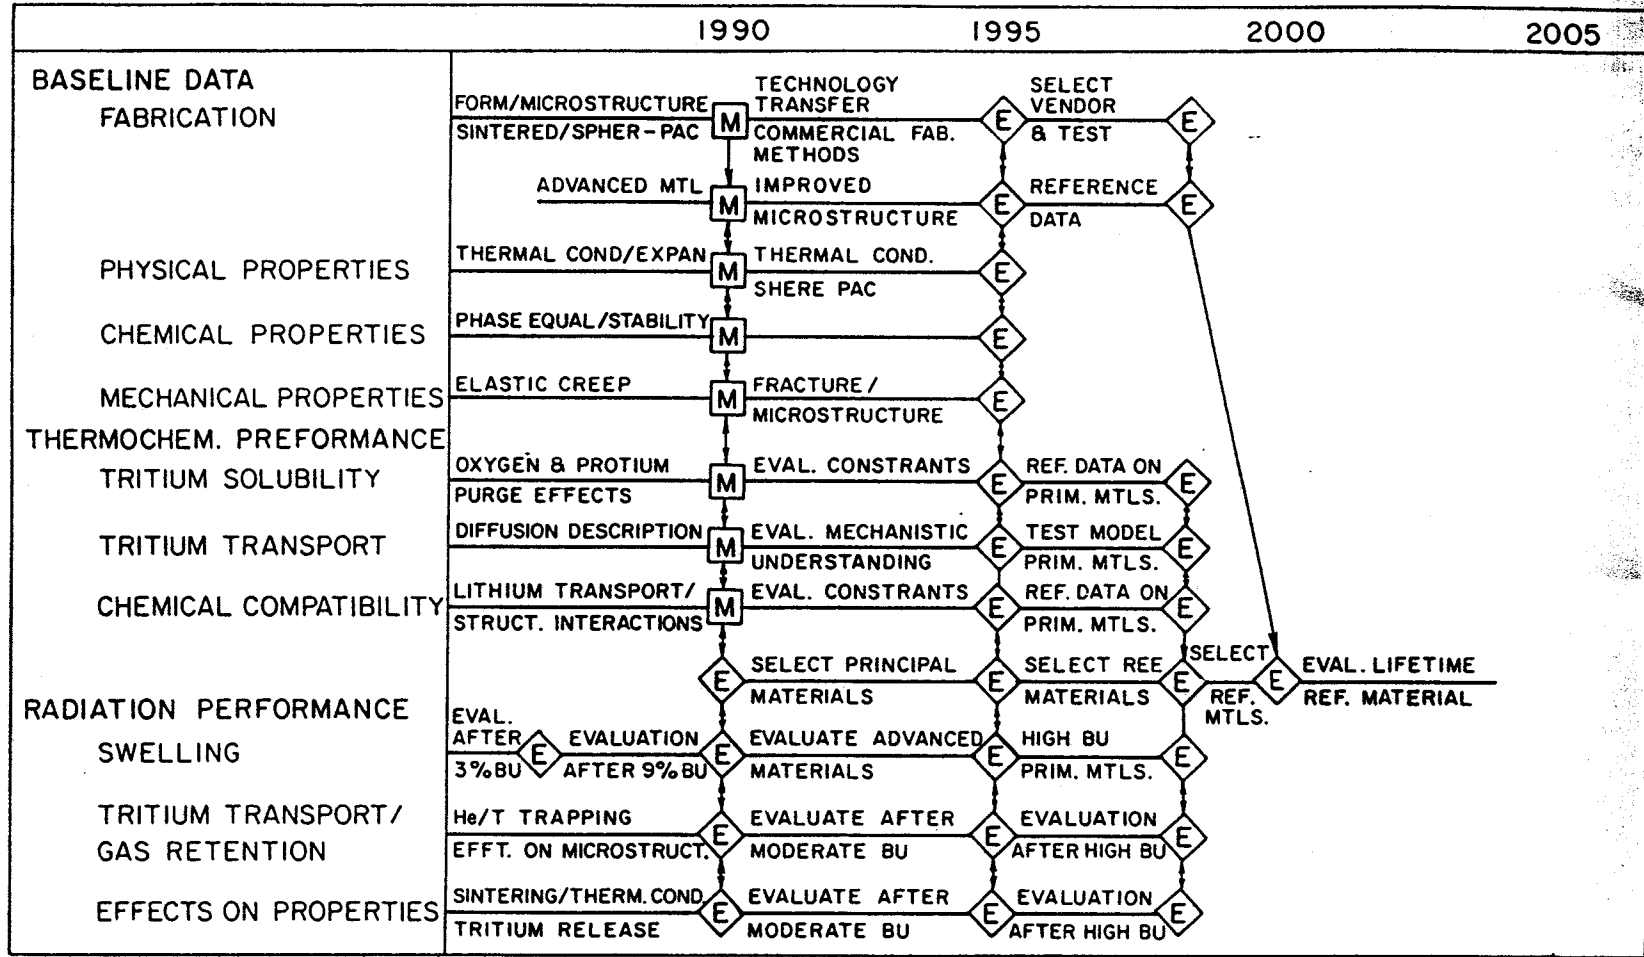 1990 1995 2000 2005
BASELINE DATA
FABRICATION
FORM/MICROSTRUCTURE
SINTERED/SPHER-PAC
M
TECHNOLOGY
TRANSFER
COMMERCIAL FAB.
METHODS
E
SELECT
VENDOR
& TEST
E
ADVANCED MTL
M
IMPROVED
MICROSTRUCTURE
E
REFERENCE
DATA
E
PHYSICAL PROPERTIES
THERMAL COND/EXPAN
M
THERMAL COND.
SHERE PAC
E
CHEMICAL PROPERTIES
PHASE EQUAL/STABILITY
M
E
MECHANICAL PROPERTIES
ELASTIC CREEP
M
FRACTURE/
MICROSTRUCTURE
E
THERMOCHEM. PREFORMANCE
TRITIUM SOLUBILITY
OXYGEN & PROTIUM
PURGE EFFECTS
M
EVAL. CONSTRANTS
E
REF. DATA ON
PRIM. MTLS.
E
TRITIUM TRANSPORT
DIFFUSION DESCRIPTION
M
EVAL. MECHANISTIC
UNDERSTANDING
E
TEST MODEL
PRIM. MTLS.
E
CHEMICAL COMPATIBILITY
LITHIUM TRANSPORT/
STRUCT. INTERACTIONS
M
EVAL. CONSTRANTS
E
REF. DATA ON
PRIM. MTLS.
E
E
SELECT PRINCIPAL
MATERIALS
E
SELECT REE
MATERIALS
E
SELECT
REF.
MTLS.
E
EVAL. LIFETIME
REF. MATERIAL
RADIATION PERFORMANCE
SWELLING
EVAL.
AFTER
3% BU
E
EVALUATION
AFTER 9% BU
E
EVALUATE ADVANCED
MATERIALS
E
HIGH BU
PRIM. MTLS.
E
TRITIUM TRANSPORT/
GAS RETENTION
He/T TRAPPING
EFFT. ON MICROSTRUCT.
E
EVALUATE AFTER
MODERATE BU
E
EVALUATION
AFTER HIGH BU
E
EFFECTS ON PROPERTIES
SINTERING/THERM. COND.
TRITIUM RELEASE
E
EVALUATE AFTER
MODERATE BU
E
EVALUATION
AFTER HIGH BU
E